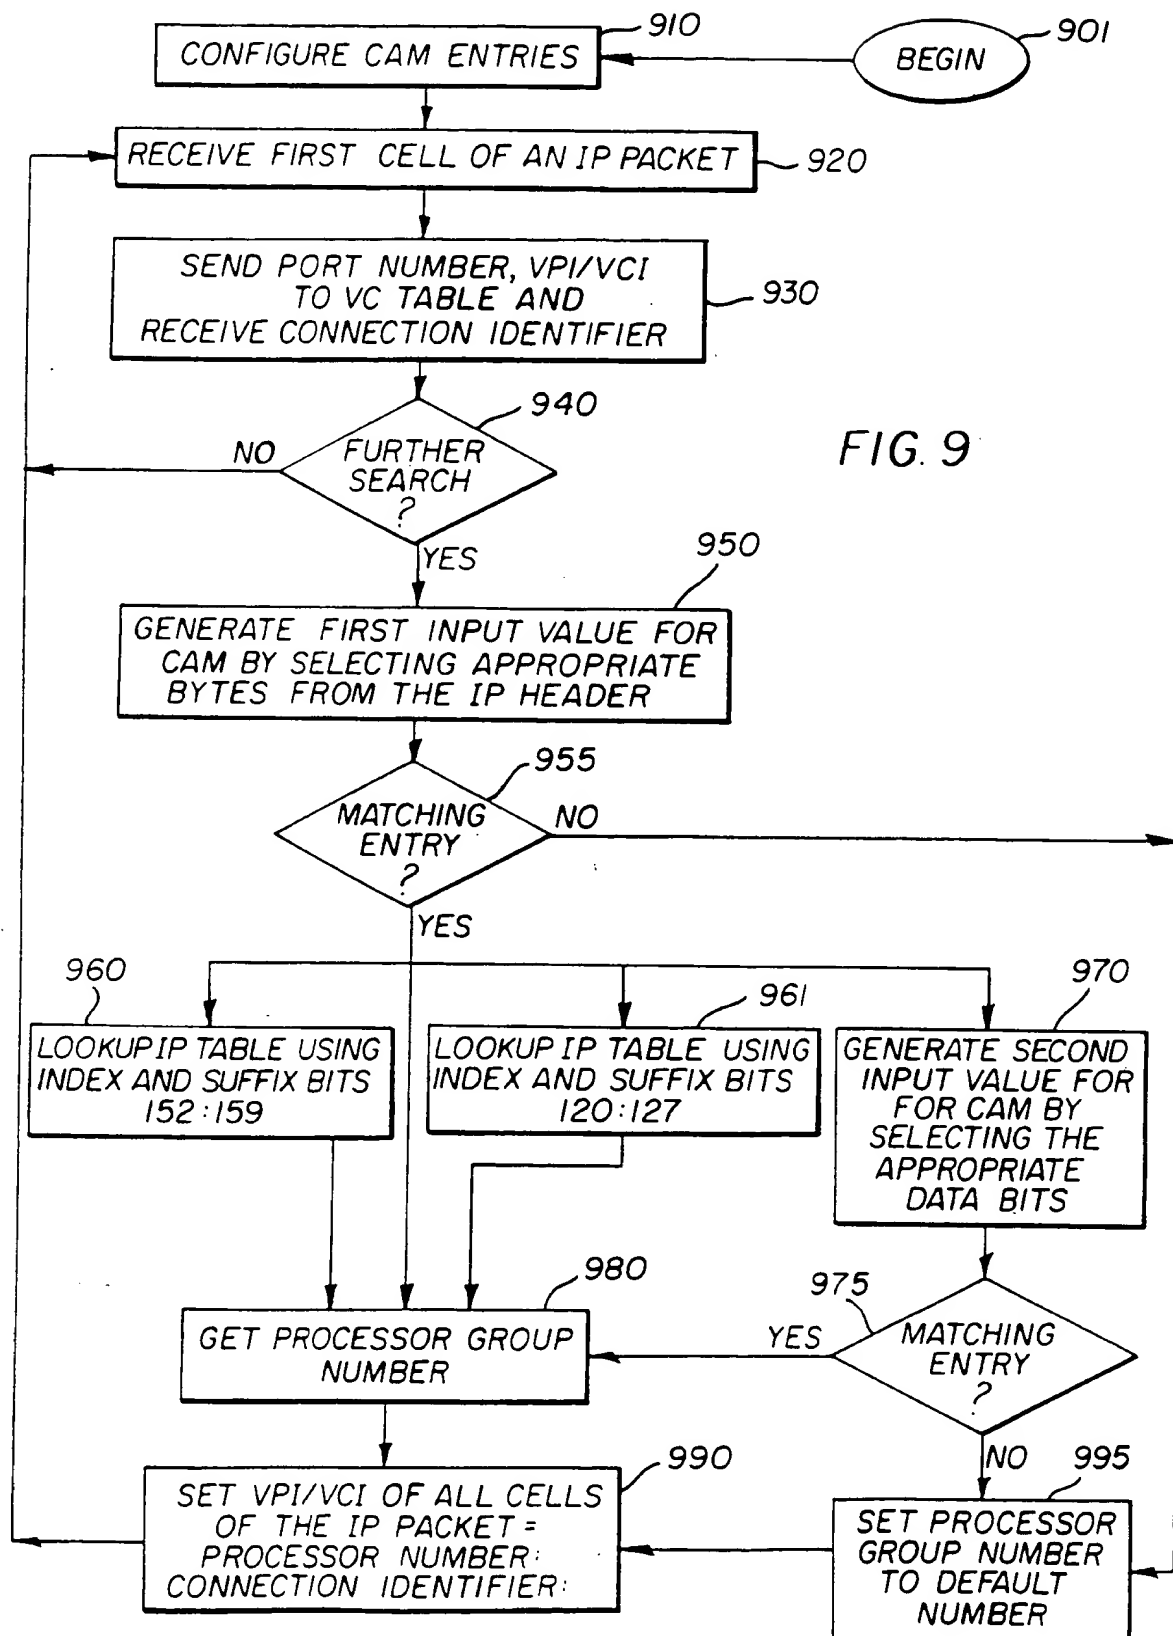 910
901
CONFIGURE CAM ENTRIES
BEGIN
RECEIVE FIRST CELL OF AN IP PACKET
920
SEND PORT NUMBER, VPI/VCI
TO VC TABLE AND
RECEIVE CONNECTION IDENTIFIER
930
940
FIG. 9
NO
FURTHER
SEARCH
?
YES
950
GENERATE FIRST INPUT VALUE FOR
CAM BY SELECTING APPROPRIATE
BYTES FROM THE IP HEADER
955
MATCHING
ENTRY
?
NO
YES
960
961
970
LOOKUP IP TABLE USING
INDEX AND SUFFIX BITS
152:159
LOOKUP IP TABLE USING
INDEX AND SUFFIX BITS
120:127
GENERATE SECOND
INPUT VALUE FOR
FOR CAM BY
SELECTING THE
APPROPRIATE
DATA BITS
980
975
GET PROCESSOR GROUP
NUMBER
YES
MATCHING
ENTRY
?
NO
990
995
SET VPI/VCI OF ALL CELLS
OF THE IP PACKET =
PROCESSOR NUMBER:
CONNECTION IDENTIFIER:
SET PROCESSOR
GROUP NUMBER
TO DEFAULT
NUMBER